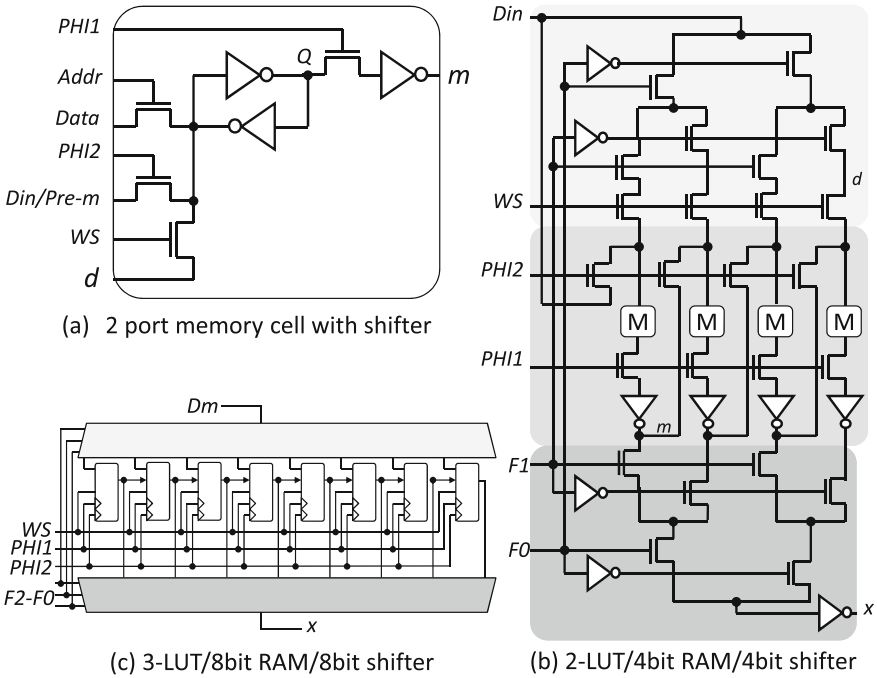 PHI1
Addr
Data
PHI2
Din/Pre-m
WS
d
Q
m
(a) 2 port memory cell with shifter
Dm
WS
PHI1
PHI2
F2-F0
x
(c) 3-LUT/8bit RAM/8bit shifter
Din
d
WS
PHI2
M M M M
PHI1
m
F1
F0
x
(b) 2-LUT/4bit RAM/4bit shifter